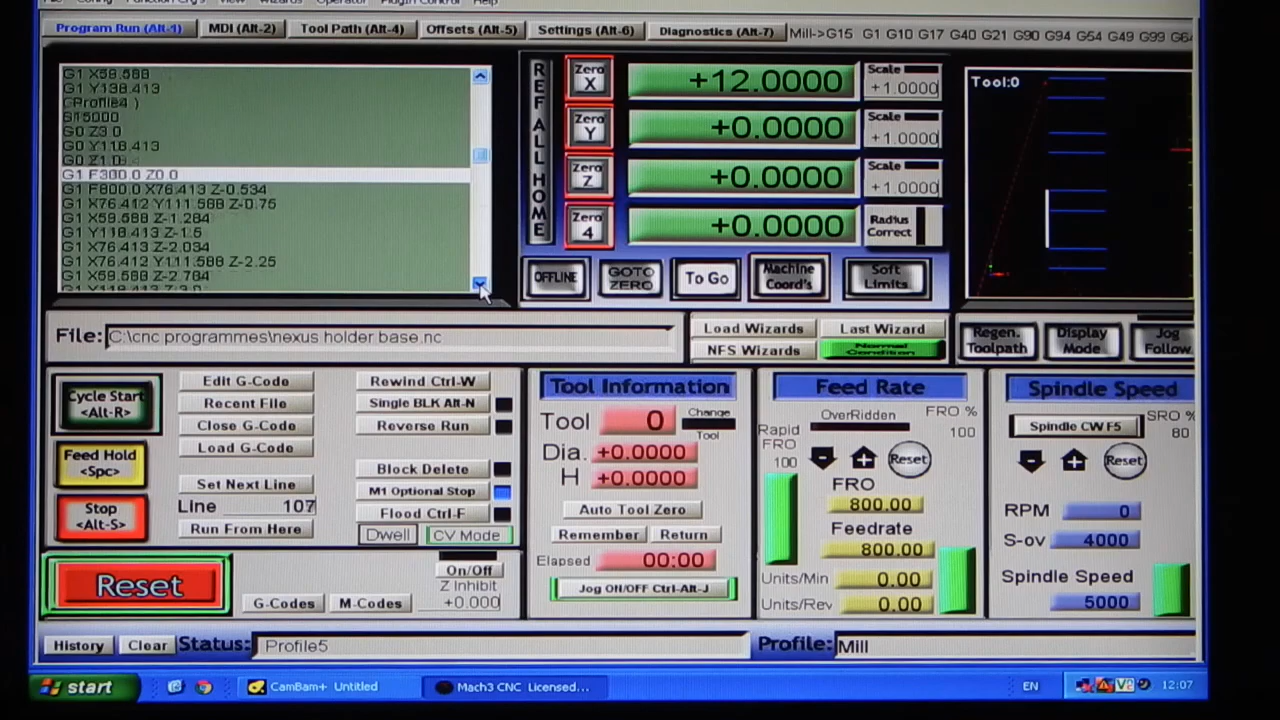 Program Run (Alt-1) MDI (Alt-2) Tool Path (Alt-4) Offsets (Alt-5) Settings (Alt-6) Diagnostics (Alt-7) Mill->G15 G1 G10 G17 G40 G21 G90 G94 G54 G49 G99 G64
G1 X59.588
G1 Y138.413
(Profile4 )
S15000
G0 Z3.0
G0 Y118.413
G0 Z1.0
G1 F300.0 Z0.0
G1 F800.0 X76.413 Z-0.534
G1 X76.412 Y111.588 Z-0.75
G1 X59.588 Z-1.284
G1 Y118.413 Z-1.5
G1 X76.413 Z-2.034
G1 X76.412 Y111.588 Z-2.25
G1 X59.588 Z-2.784
G1 Y118.413 Z-3.0
REF ALL HOME
Zero X +12.0000 Scale +1.0000
Zero Y +0.0000 Scale +1.0000
Zero Z +0.0000 Scale +1.0000
Zero 4 +0.0000 Radius Correct
OFFLINE GOTO ZERO To Go Machine Coord's Soft Limits
Tool:0
File: C:\cnc programmes\nexus holder base.nc
Load Wizards Last Wizard
NFS Wizards Normal Condition
Regen. Toolpath Display Mode Jog Follow
Cycle Start <Alt-R>
Feed Hold <Spc>
Stop <Alt-S>
Reset
Edit G-Code
Recent File
Close G-Code
Load G-Code
Set Next Line
Line 107
Run From Here
Rewind Ctrl-W
Single BLK Alt-N
Reverse Run
Block Delete
M1 Optional Stop
Flood Ctrl-F
Dwell CV Mode
G-Codes M-Codes
On/Off
Z Inhibit
+0.000
Tool Information
Tool 0 Change Tool
Dia. +0.0000
H +0.0000
Auto Tool Zero
Remember Return
Elapsed 00:00
Jog ON/OFF Ctrl-Alt-J
Feed Rate
OverRidden FRO %
Rapid FRO 100
100
Reset
FRO
800.00
Feedrate
800.00
Units/Min 0.00
Units/Rev 0.00
Spindle Speed
Spindle CW F5 SRO %
80
Reset
RPM 0
S-ov 4000
Spindle Speed
5000
History Clear Status: Profile5 Profile: Mill
start CamBam+ Untitled Mach3 CNC Licensed... EN 12:07